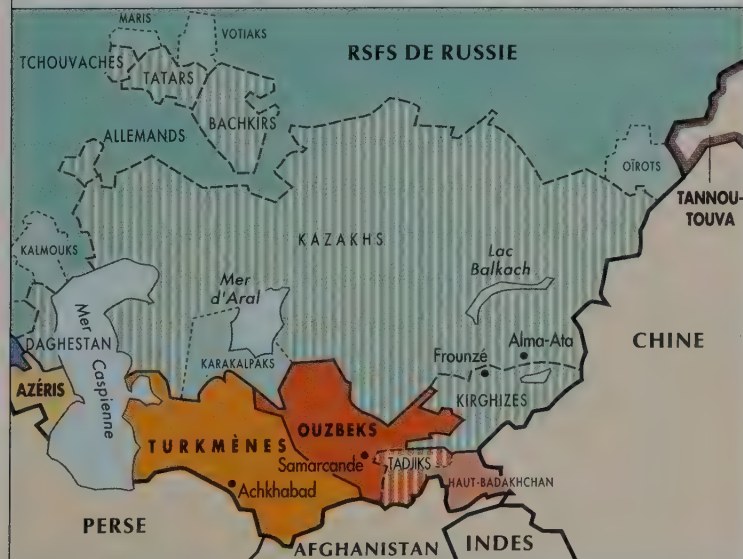 MARIS
VOTIAKS
RSFS DE RUSSIE
TCHOUVACHES
TATARS
BACHKIRS
ALLEMANDS
OÏROTS
TANNOU-
TOUVA
KALMOUKS
KAZAKHS
Lac
Balkach
Mer
d'Aral
Mer
Caspienne
DAGHESTAN
Alma-Ata
CHINE
Frounzé
KARAKALPAKS
KIRGHIZES
AZÉRIS
OUZBEKS
TURKMÈNES
Samarcande
TADJIKS
HAUT-BADAKHCHAN
Achkhabad
PERSE
AFGHANISTAN
INDES